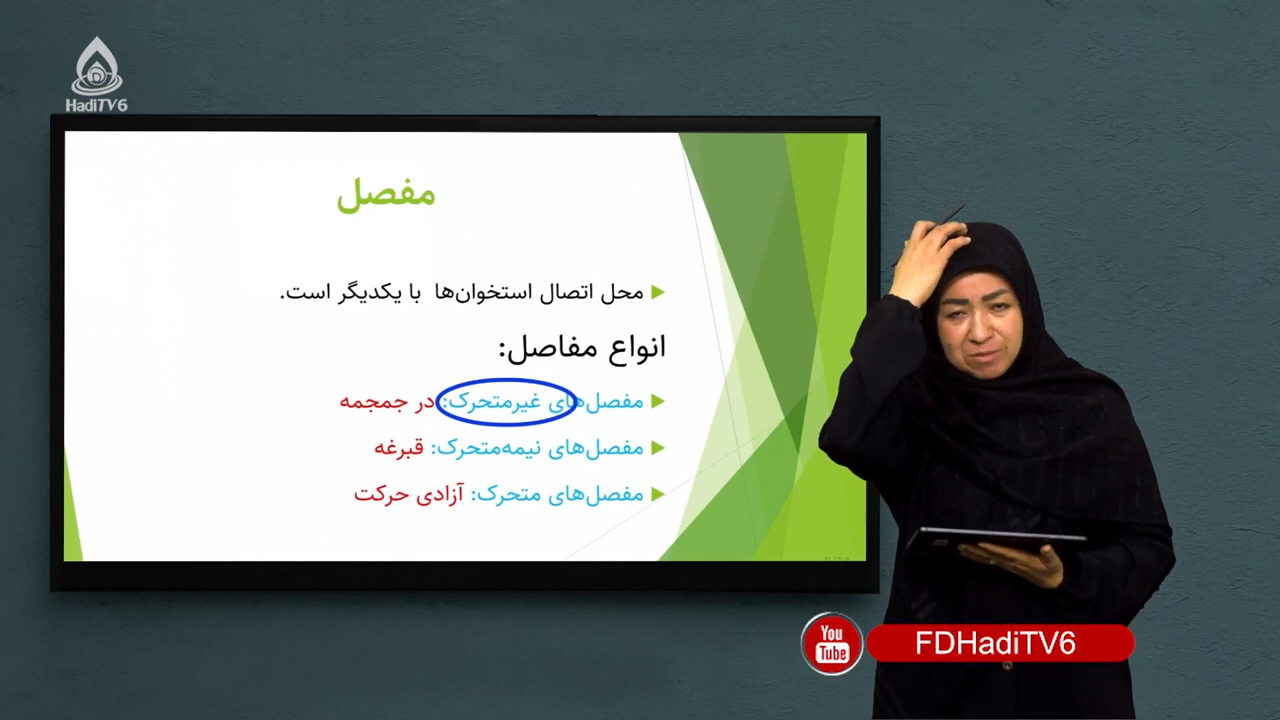 HadiTV6
مفصل
محل اتصال استخوان‌ها با یکدیگر است.
انواع مفاصل:
مفصل‌های غیرمتحرک: در جمجمه
مفصل‌های نیمه‌متحرک: قبرغه
مفصل‌های متحرک: آزادی حرکت
You
Tube
FDHadiTV6